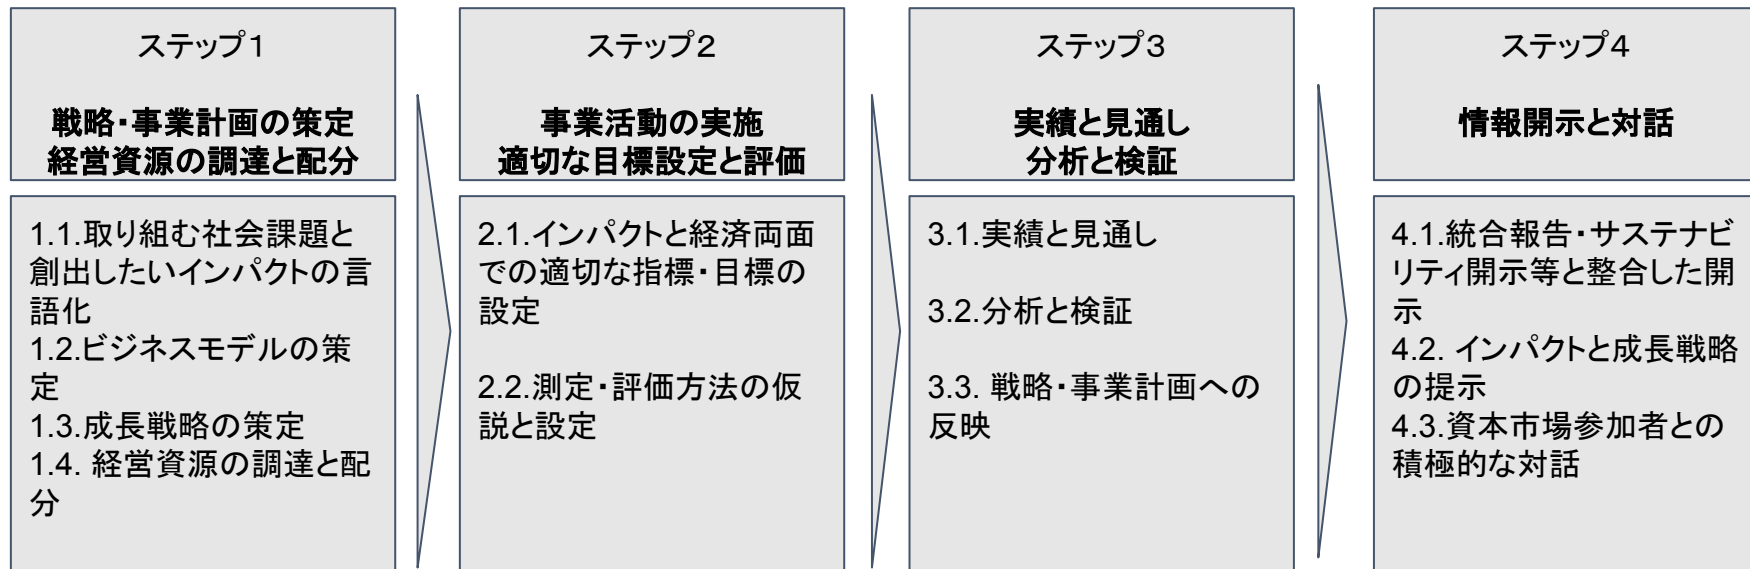 ステップ1
戦略・事業計画の策定
経営資源の調達と配分
1.1.取り組む社会課題と
創出したいインパクトの言
語化
1.2.ビジネスモデルの策
定
1.3.成長戦略の策定
1.4. 経営資源の調達と配
分
ステップ2
事業活動の実施
適切な目標設定と評価
2.1.インパクトと経済両面
での適切な指標・目標の
設定
2.2.測定・評価方法の仮
説と設定
ステップ3
実績と見通し
分析と検証
3.1.実績と見通し
3.2.分析と検証
3.3. 戦略・事業計画への
反映
ステップ4
情報開示と対話
4.1.統合報告・サステナビ
リティ開示等と整合した開
示
4.2. インパクトと成長戦略
の提示
4.3.資本市場参加者との
積極的な対話